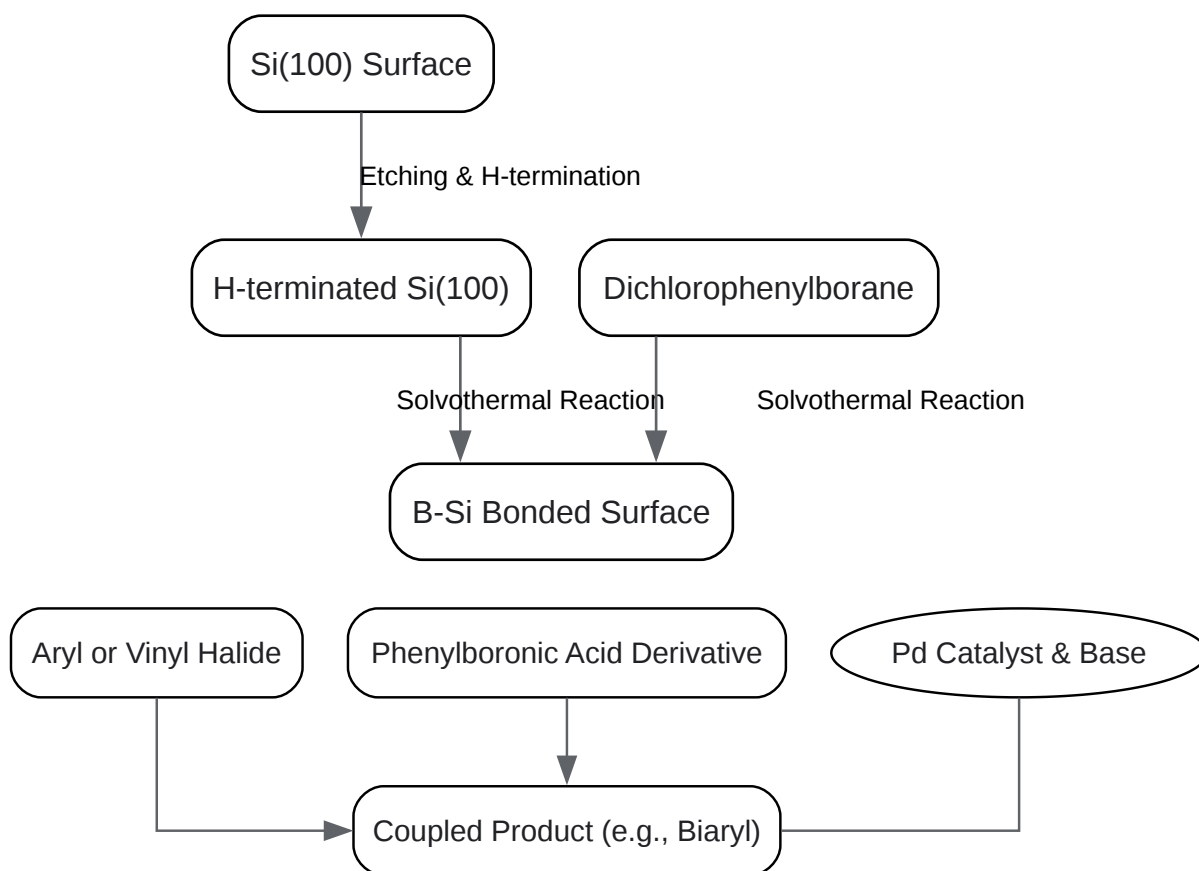 Si(100) Surface
Etching & H-termination
H-terminated Si(100)
Dichlorophenylborane
Solvothermal Reaction
Solvothermal Reaction
B-Si Bonded Surface
Aryl or Vinyl Halide
Phenylboronic Acid Derivative
Pd Catalyst & Base
Coupled Product (e.g., Biaryl)